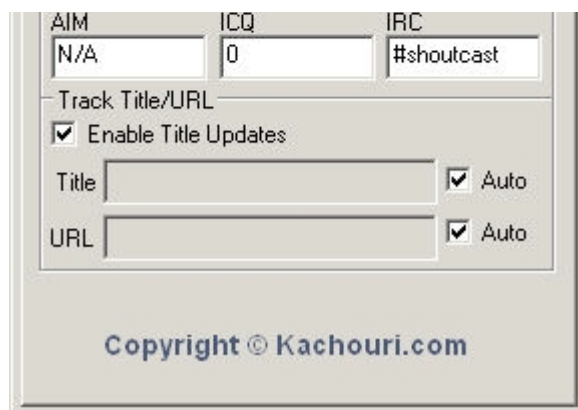 AIM ICQ IRC
N/A 0 #shoutcast
Track Title/URL
Enable Title Updates
Title Auto
URL Auto
Copyright © Kachouri.com